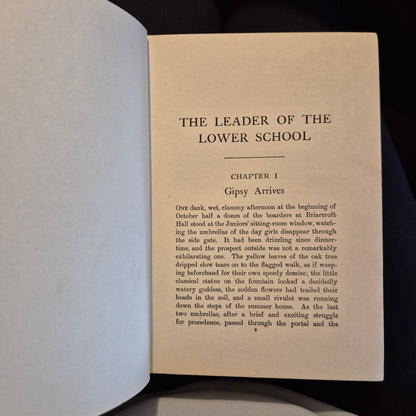 THE LEADER OF THE
LOWER SCHOOL
CHAPTER I
Gipsy Arrives
ONE dank, wet, clammy afternoon at the beginning of
October half a dozen of the boarders at Briarcroft
Hall stood at the Juniors' sitting-room window, watch-
ing the umbrellas of the day girls disappear through
the side gate. It had been drizzling since dinner-
time, and the prospect outside was not a remarkably
exhilarating one. The yellow leaves of the oak tree
dripped slow tears on to the flagged walk, as if weep-
ing beforehand for their own speedy demise; the little
classical statue on the fountain looked a decidedly
watery goddess, the sodden flowers had trailed their
heads in the soil, and a small rivulet was running
down the steps of the summer house. As the last
two umbrellas, after a brief and exciting struggle
for precedence, passed through the portal and the
9